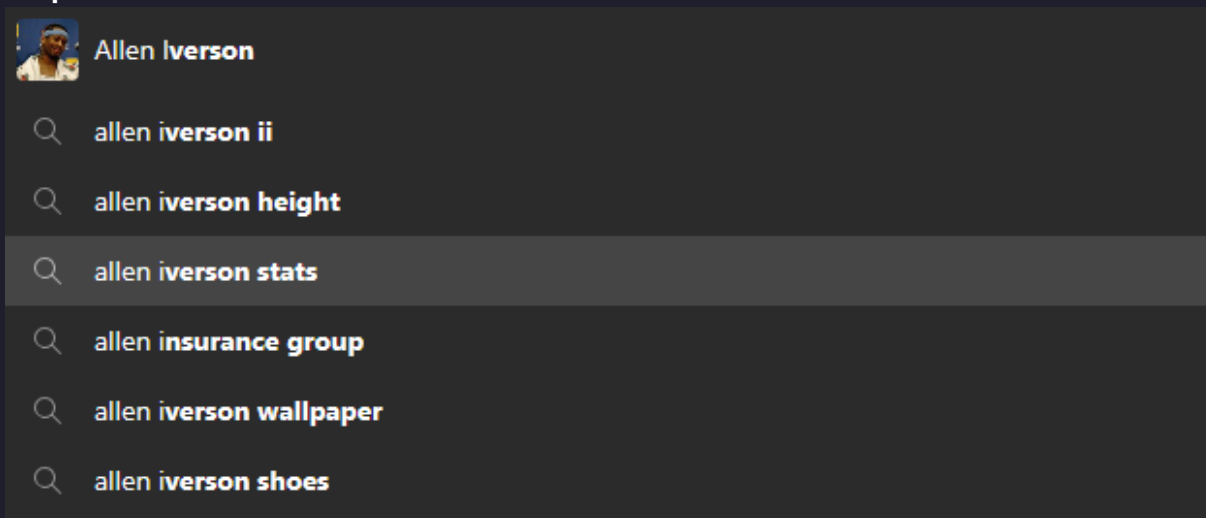 Allen Iverson
allen iverson ii
allen iverson height
allen iverson stats
allen insurance group
allen iverson wallpaper
allen iverson shoes